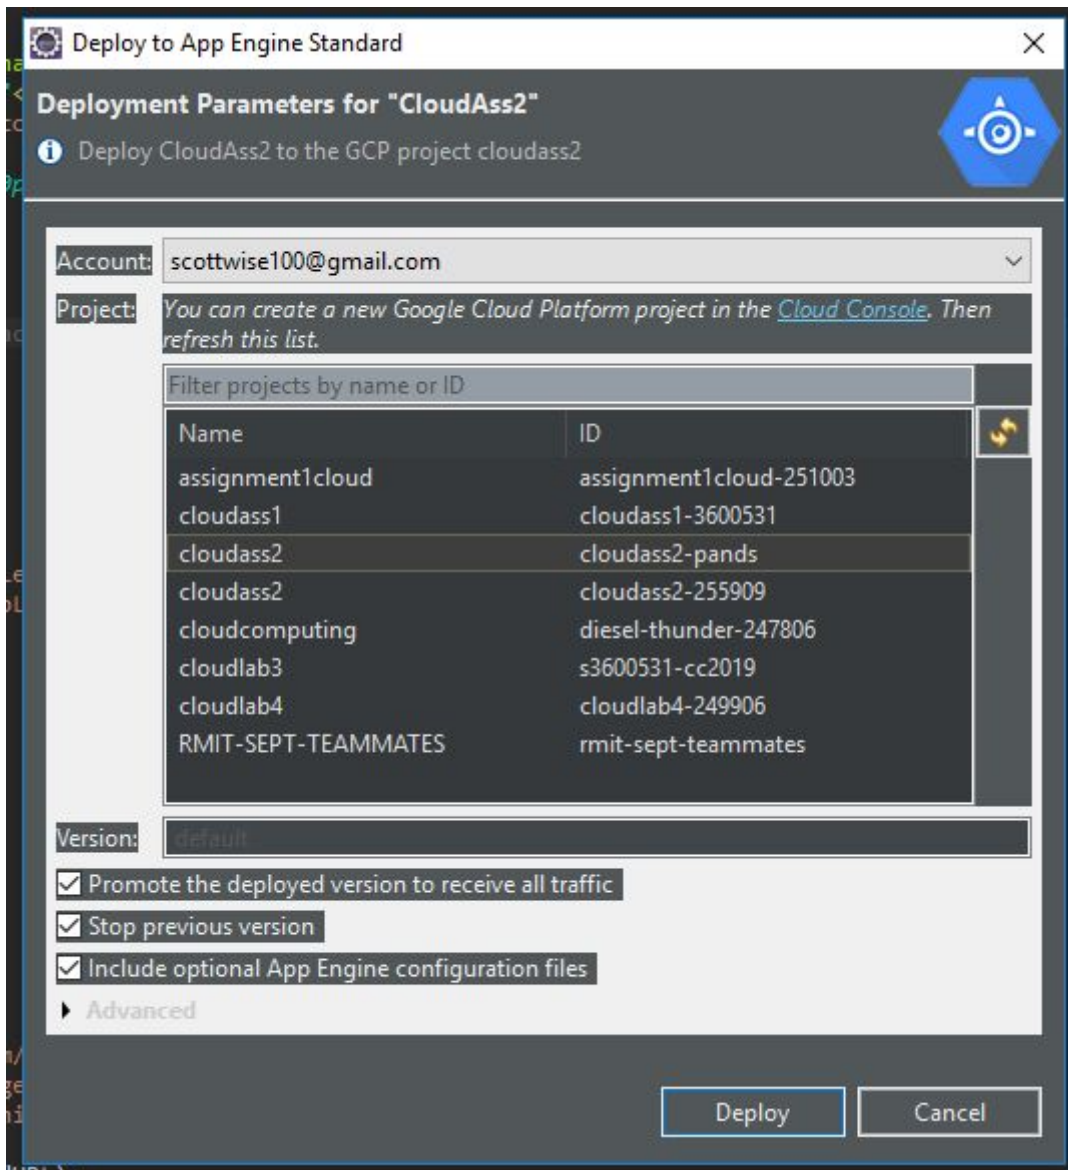 Deploy to App Engine Standard
Deployment Parameters for "CloudAss2"
Deploy CloudAss2 to the GCP project cloudass2
Account: scottwise100@gmail.com
Project: You can create a new Google Cloud Platform project in the Cloud Console. Then
refresh this list.
Filter projects by name or ID
Name ID
assignment1cloud assignment1cloud-251003
cloudass1 cloudass1-3600531
cloudass2 cloudass2-pands
cloudass2 cloudass2-255909
cloudcomputing diesel-thunder-247806
cloudlab3 s3600531-cc2019
cloudlab4 cloudlab4-249906
RMIT-SEPT-TEAMMATES rmit-sept-teammates
Version: default
Promote the deployed version to receive all traffic
Stop previous version
Include optional App Engine configuration files
Advanced
Deploy Cancel